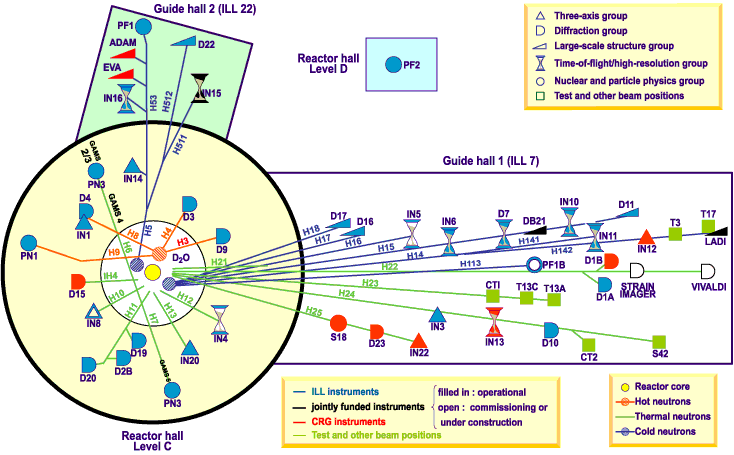 Guide hall 2 (ILL 22)
PF1
ADAM
D22
EVA
IN16
IN15
H53
H512
H511
Reactor hall
Level D
PF2
Three-axis group
Diffraction group
Large-scale structure group
Time-of-flight/high-resolution group
Nuclear and particle physics group
Test and other beam positions
Guide hall 1 (ILL 7)
GAMS
2/3
PN3
IN14
GAMS 4
D4
D3
IN1
H8
H5
H4
D9
H6
H3
PN1
H9
D2O
H21
D15
IH4
IN8
H10
H12
IN4
H11
H7
H13
D19
D20
D2B
IN20
GAMS 5
PN3
Reactor hall
Level C
H18
D17
D16
IN5
IN6
D7
IN10
D11
DB21
IN11
IN12
T3
T17
LADI
H17
H16
H15
H14
H141
H142
H113
H22
PF1B
D1B
D1A
STRAIN
IMAGER
VIVALDI
H23
CTI
T13C
T13A
H24
IN3
IN13
D10
CT2
S42
H25
S18
D23
IN22
ILL instruments
jointly funded instruments
CRG instruments
Test and other beam positions
filled in : operational
open : commissioning or
under construction
Reactor core
Hot neutrons
Thermal neutrons
Cold neutrons